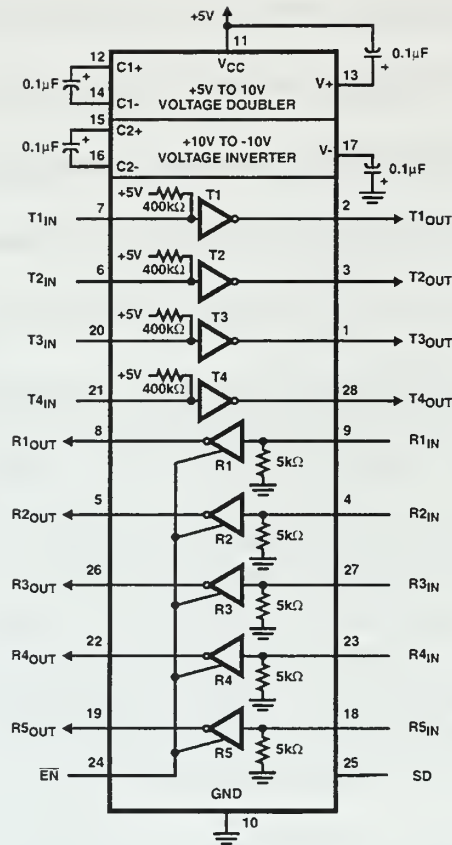 +5V
11
VCC
12
C1+
0.1µF
+
14
C1-
+5V TO 10V
VOLTAGE DOUBLER
V+
13
+
0.1µF
15
C2+
0.1µF
+
16
C2-
+10V TO -10V
VOLTAGE INVERTER
V-
17
0.1µF
+
+5V
400kΩ
T1
T1IN
7
2
T1OUT
+5V
400kΩ
T2
T2IN
6
3
T2OUT
+5V
400kΩ
T3
T3IN
20
1
T3OUT
+5V
400kΩ
T4
T4IN
21
28
T4OUT
R1OUT
8
R1
9
R1IN
5kΩ
R2OUT
5
R2
4
R2IN
5kΩ
R3OUT
26
R3
27
R3IN
5kΩ
R4OUT
22
R4
23
R4IN
5kΩ
R5OUT
19
R5
18
R5IN
5kΩ
E̅N̅
24
25
SD
GND
10